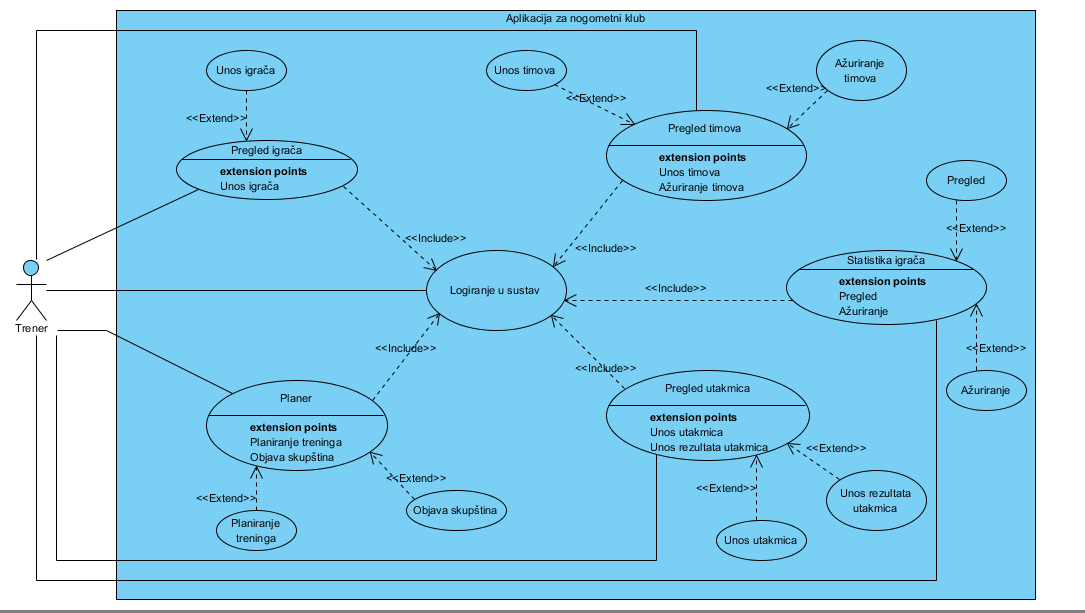 Aplikacija za nogometni klub
Unos igrača
<<Extend>>
Pregled igrača
extension points
Unos igrača
Unos timova
<<Extend>>
Ažuriranje
timova
<<Extend>>
Pregled timova
extension points
Unos timova
Ažuriranje timova
Pregled
<<Extend>>
Statistika igrača
extension points
Pregled
Ažuriranje
<<Include>>
<<Include>>
<<Include>>
Logiranje u sustav
Trener
<<Include>>
<<Include>>
<<Extend>>
Ažuriranje
Planer
extension points
Planiranje treninga
Objava skupština
Pregled utakmica
extension points
Unos utakmica
Unos rezultata utakmica
<<Extend>>
<<Extend>>
<<Extend>>
<<Extend>>
Planiranje
treninga
Objava skupština
Unos rezultata
utakmica
Unos utakmica